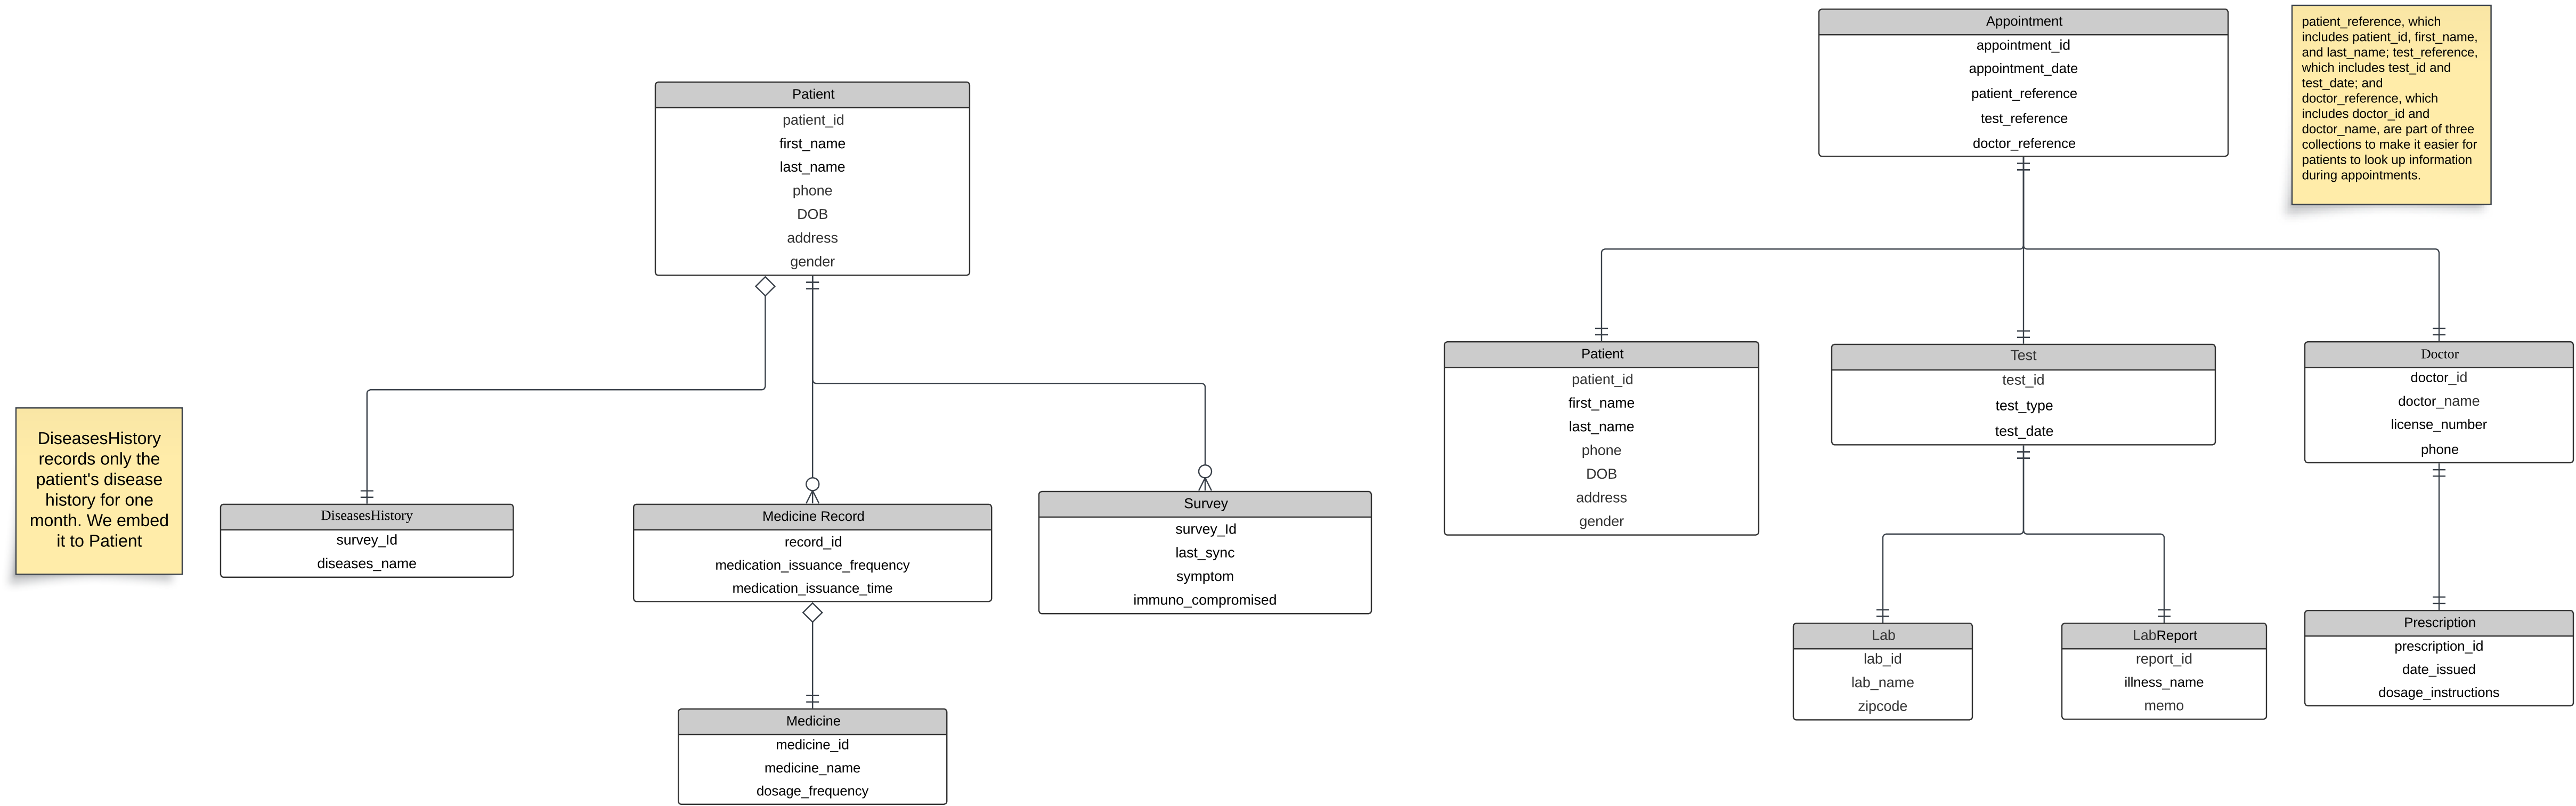 Patient
patient_id
first_name
last_name
phone
DOB
address
gender
DiseasesHistory
records only the
patient's disease
history for one
month. We embed
it to Patient
DiseasesHistory
survey_Id
diseases_name
Medicine Record
record_id
medication_issuance_frequency
medication_issuance_time
Survey
survey_Id
last_sync
symptom
immuno_compromised
Medicine
medicine_id
medicine_name
dosage_frequency
Appointment
appointment_id
appointment_date
patient_reference
test_reference
doctor_reference
patient_reference, which
includes patient_id, first_name,
and last_name; test_reference,
which includes test_id and
test_date; and
doctor_reference, which
includes doctor_id and
doctor_name, are part of three
collections to make it easier for
patients to look up information
during appointments.
Patient
patient_id
first_name
last_name
phone
DOB
address
gender
Test
test_id
test_type
test_date
Doctor
doctor_id
doctor_name
license_number
phone
Lab
lab_id
lab_name
zipcode
LabReport
report_id
illness_name
memo
Prescription
prescription_id
date_issued
dosage_instructions